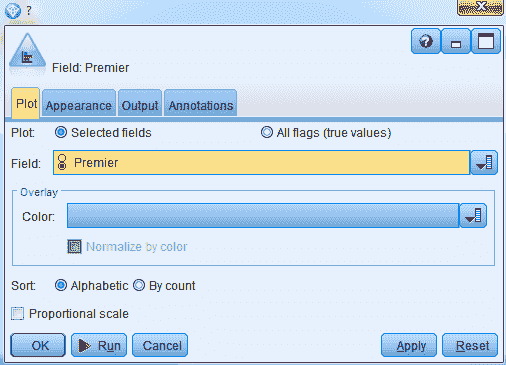 ?
Field: Premier
Plot Appearance Output Annotations
Plot: Selected fields All flags (true values)
Field: Premier
Overlay
Color:
Normalize by color
Sort: Alphabetic By count
Proportional scale
OK Run Cancel Apply Reset